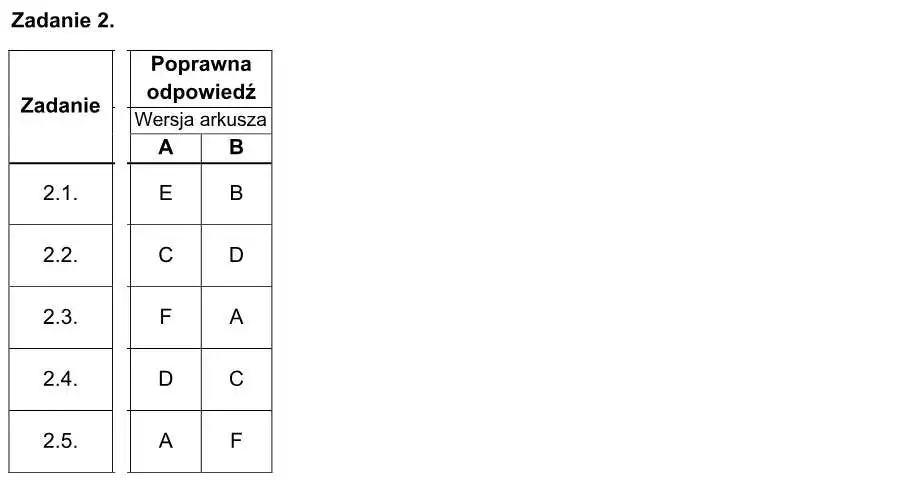 Zadanie 2.
Zadanie
Poprawna
odpowiedź
Wersja arkusza
A B
2.1. E B
2.2. C D
2.3. F A
2.4. D C
2.5. A F